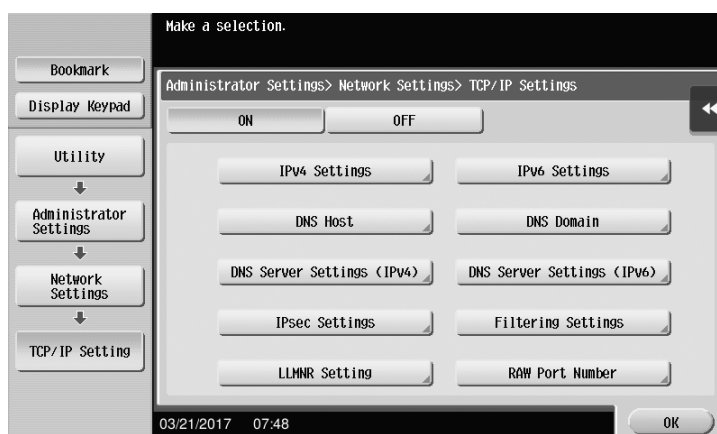 Make a selection.
Bookmark
Display Keypad
Utility
Administrator
Settings
Network
Settings
TCP/IP Setting
Administrator Settings> Network Settings> TCP/IP Settings
ON
OFF
IPv4 Settings
IPv6 Settings
DNS Host
DNS Domain
DNS Server Settings (IPv4)
DNS Server Settings (IPv6)
IPsec Settings
Filtering Settings
LLMNR Setting
RAW Port Number
03/21/2017 07:48
OK